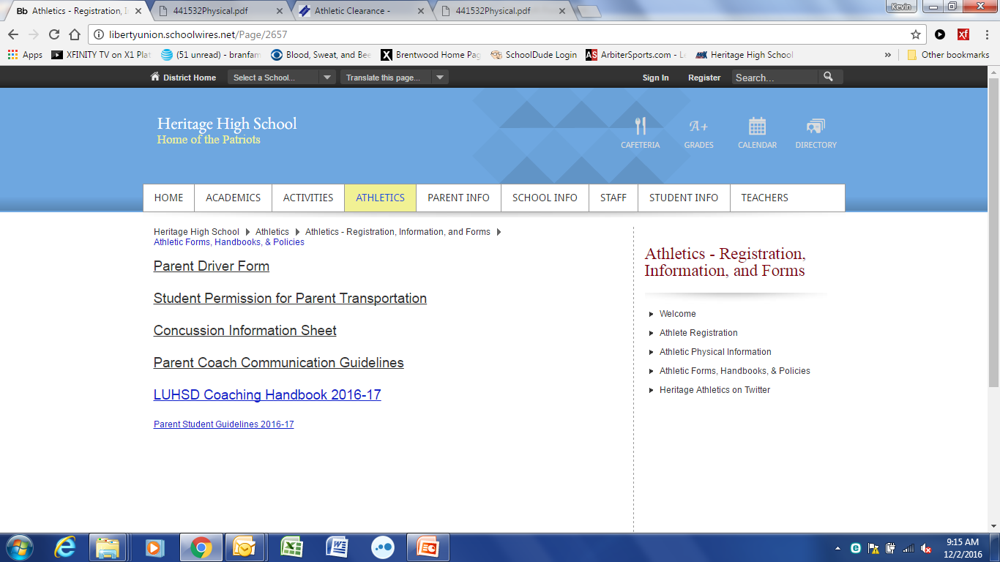 Bb Athletics - Registration, I
441532Physical.pdf
Athletic Clearance -
441532Physical.pdf
Kevin
libertyunion.schoolwires.net/Page/2657
xf
Apps
XFINITY TV on X1 Plat
(51 unread) - branfam
Blood, Sweat, and Bee
Brentwood Home Pag
SchoolDude Login
AS ArbiterSports.com - Le
Heritage High School
» Other bookmarks
District Home
Select a School...
Translate this page...
Sign In
Register
Search...
Heritage High School
Home of the Patriots
A+
CAFETERIA
GRADES
CALENDAR
DIRECTORY
HOME
ACADEMICS
ACTIVITIES
ATHLETICS
PARENT INFO
SCHOOL INFO
STAFF
STUDENT INFO
TEACHERS
Heritage High School Athletics Athletics - Registration, Information, and Forms
Athletic Forms, Handbooks, & Policies
Parent Driver Form
Student Permission for Parent Transportation
Concussion Information Sheet
Parent Coach Communication Guidelines
LUHSD Coaching Handbook 2016-17
Parent Student Guidelines 2016-17
Athletics - Registration,
Information, and Forms
Welcome
Athlete Registration
Athletic Physical Information
Athletic Forms, Handbooks, & Policies
Heritage Athletics on Twitter
9:15 AM
12/2/2016